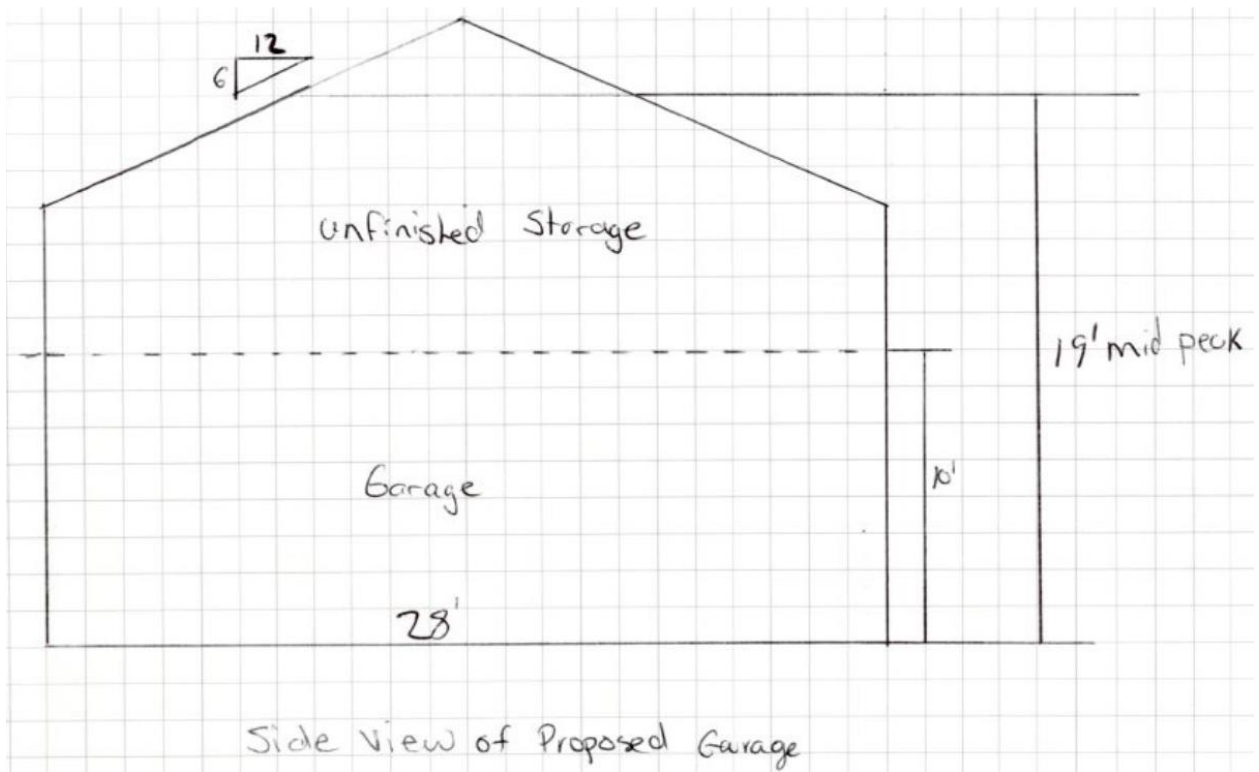 12
6
unfinished Storage
19' mid peak
10'
Garage
28'
Side View of Proposed Garage